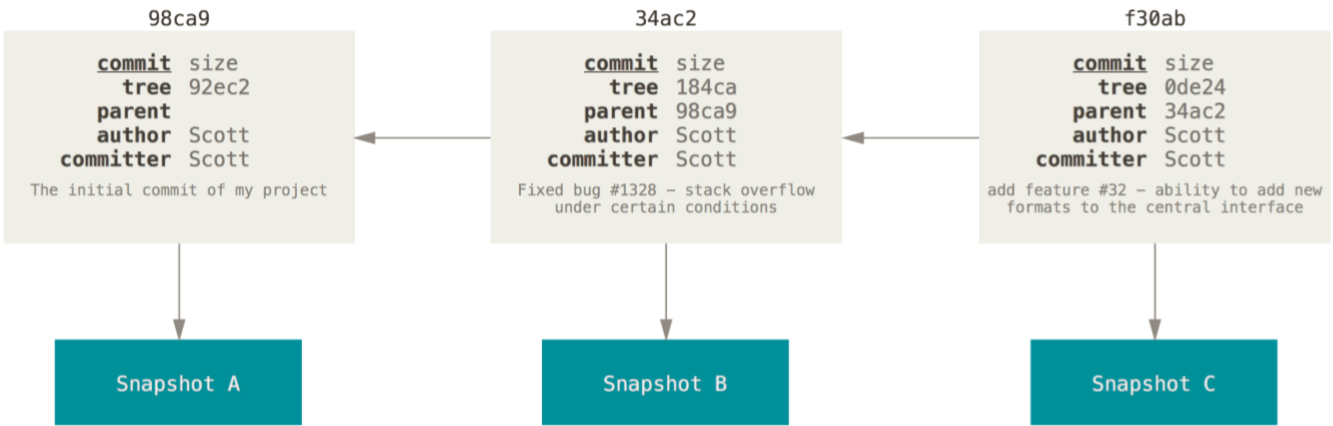 98ca9
commit size
tree 92ec2
parent
author Scott
committer Scott
The initial commit of my project
Snapshot A
34ac2
commit size
tree 184ca
parent 98ca9
author Scott
committer Scott
Fixed bug #1328 – stack overflow
under certain conditions
Snapshot B
f30ab
commit size
tree 0de24
parent 34ac2
author Scott
committer Scott
add feature #32 – ability to add new
formats to the central interface
Snapshot C